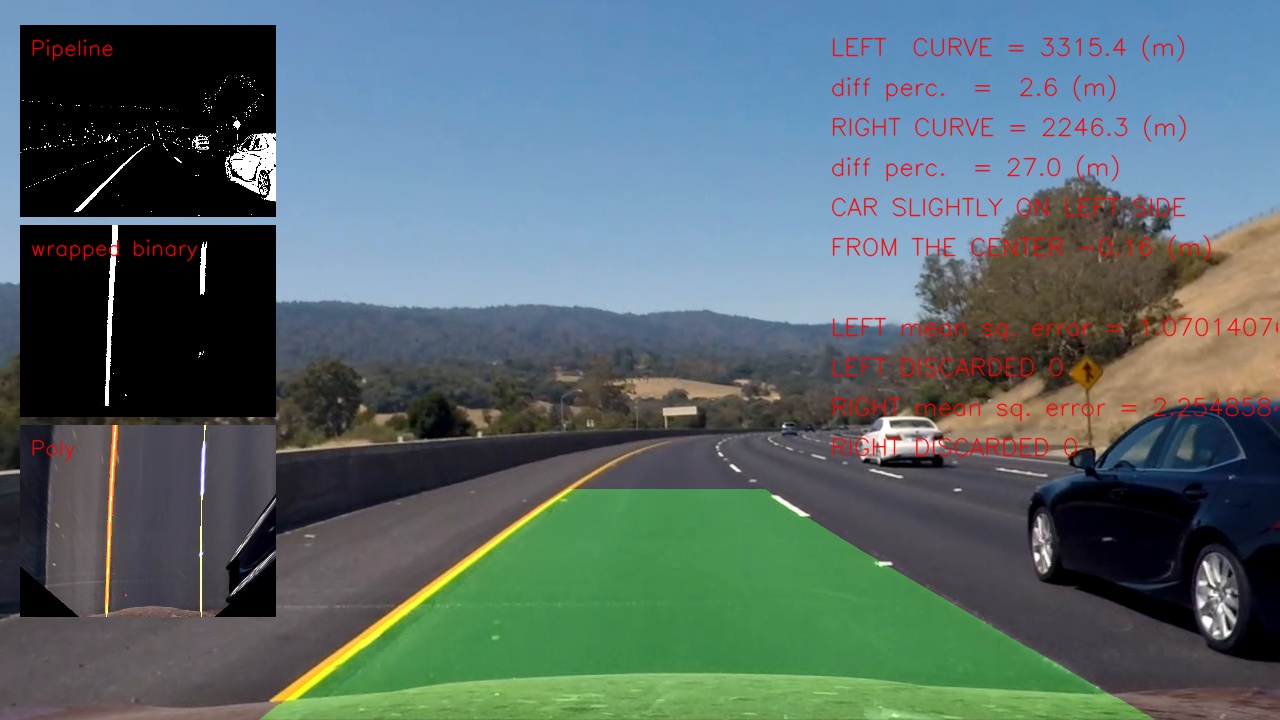 Pipeline
wrapped binary
Poly
LEFT CURVE = 3315.4 (m)
diff perc. = 2.6 (m)
RIGHT CURVE = 2246.3 (m)
diff perc. = 27.0 (m)
CAR SLIGHTLY ON LEFT SIDE
FROM THE CENTER -0.16 (m)
LEFT mean sq. error = 1.0701407
LEFT DISCARDED 0
RIGHT mean sq. error = 2.254858
RIGHT DISCARDED 0